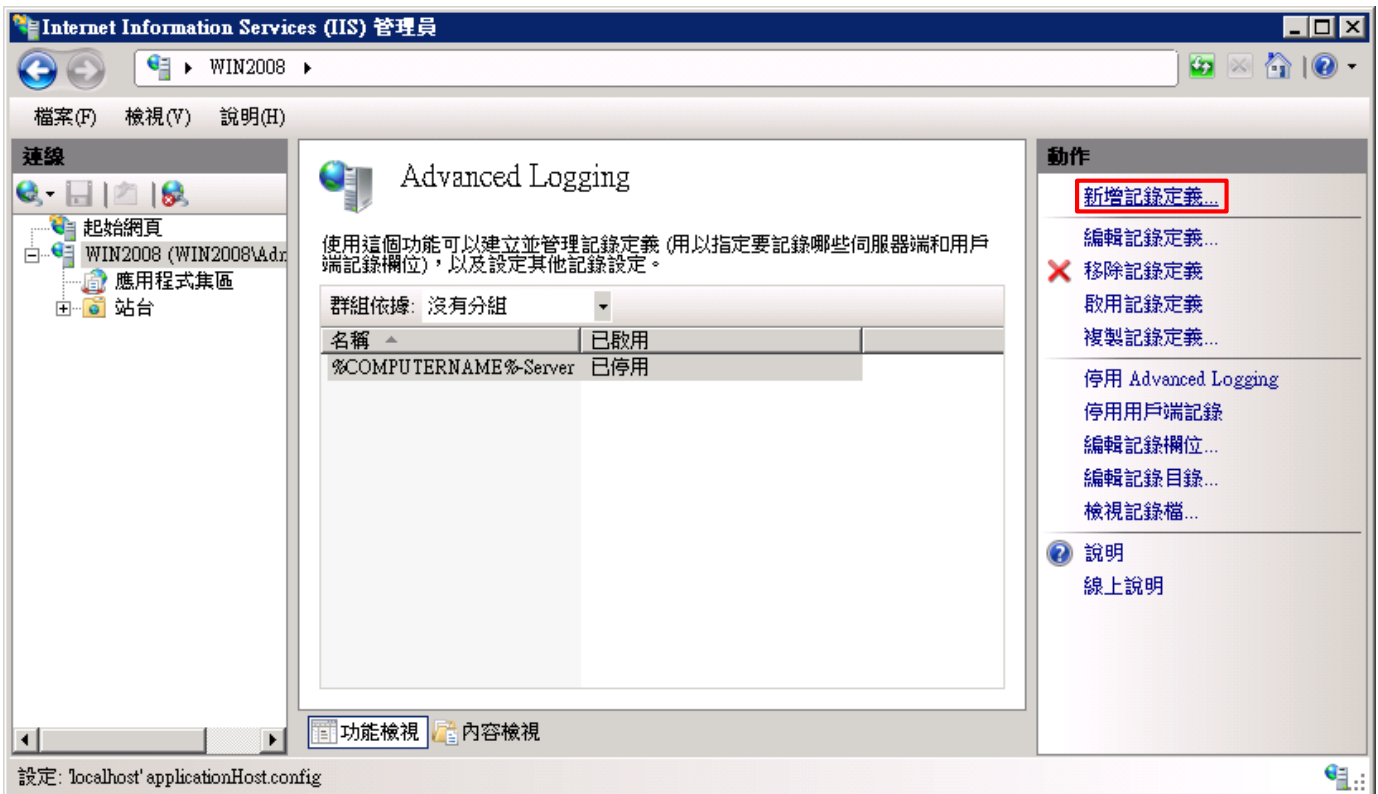 Internet Information Services (IIS) 管理員
WIN2008
檔案(F) 檢視(V) 說明(H)
連線
起始網頁
WIN2008 (WIN2008\Adr
應用程式集區
站台
Advanced Logging
使用這個功能可以建立並管理記錄定義 (用以指定要記錄哪些伺服器端和用戶
端記錄欄位)，以及設定其他記錄設定。
群組依據: 沒有分組
名稱 已啟用
%COMPUTERNAME%-Server 已停用
功能檢視 內容檢視
動作
新增記錄定義...
編輯記錄定義...
移除記錄定義
啟用記錄定義
複製記錄定義...
停用 Advanced Logging
停用用戶端記錄
編輯記錄欄位...
編輯記錄目錄...
檢視記錄檔...
說明
線上說明
設定: 'localhost' applicationHost.config